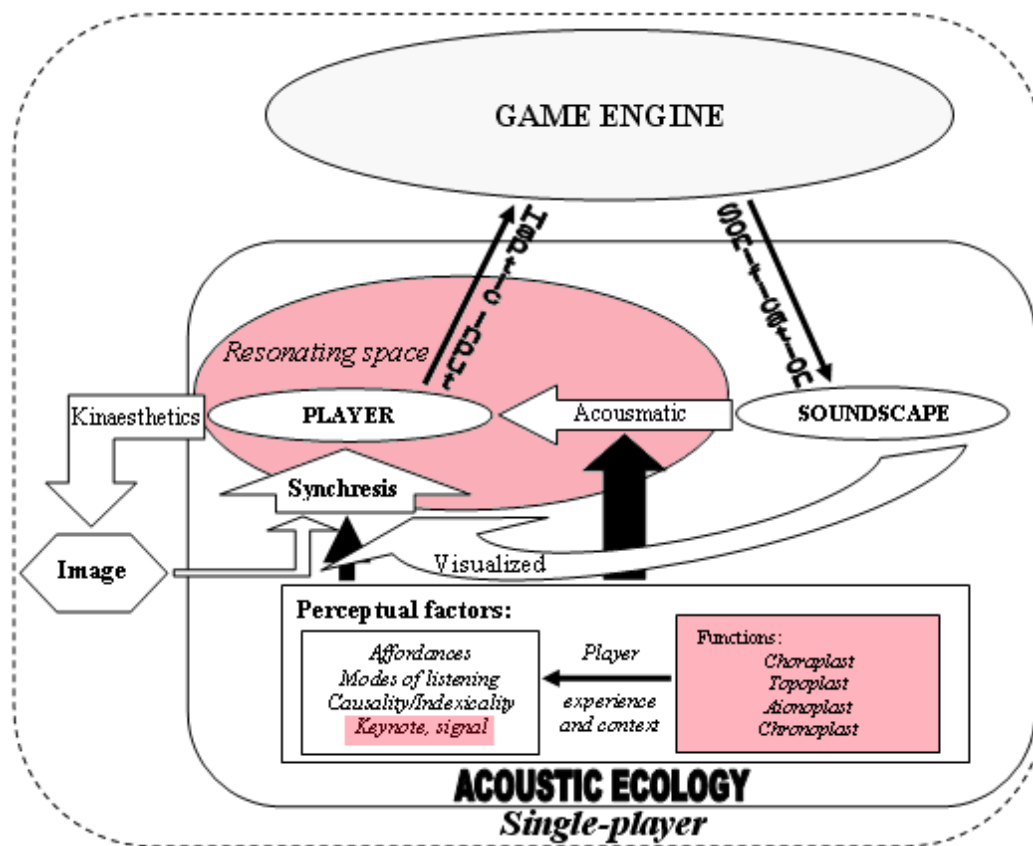 GAME ENGINE
Haptic input
Sonification
Resonating space
Kinaesthetics
PLAYER
Acousmatic
SOUNDSCAPE
Synchresis
Image
Visualized
Perceptual factors:
Affordances
Modes of listening
Causality/Indexicality
Keynote, signal
Player
experience
and context
Functions:
Choraplast
Topoplast
Aionoplast
Chronoplast
ACOUSTIC ECOLOGY
Single-player